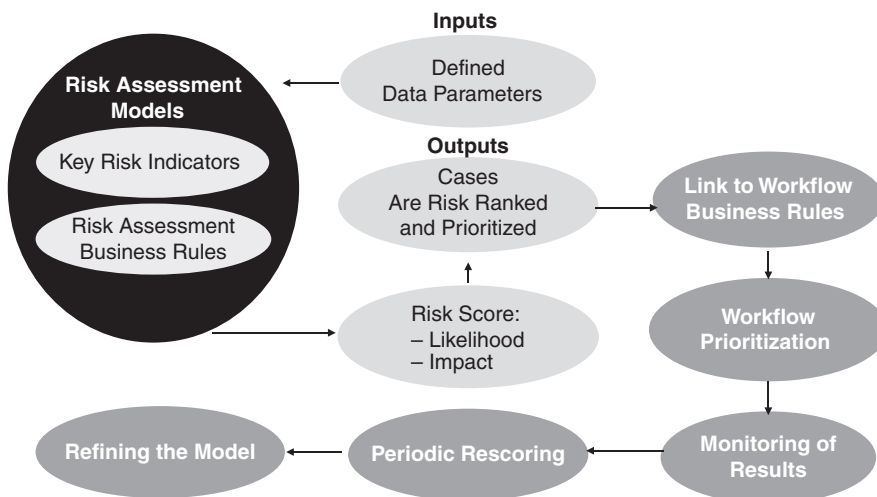 Inputs
Defined
Data Parameters
Risk Assessment
Models
Key Risk Indicators
Risk Assessment
Business Rules
Outputs
Cases
Are Risk Ranked
and Prioritized
Link to Workflow
Business Rules
Risk Score:
– Likelihood
– Impact
Workflow
Prioritization
Monitoring of
Results
Periodic Rescoring
Refining the Model